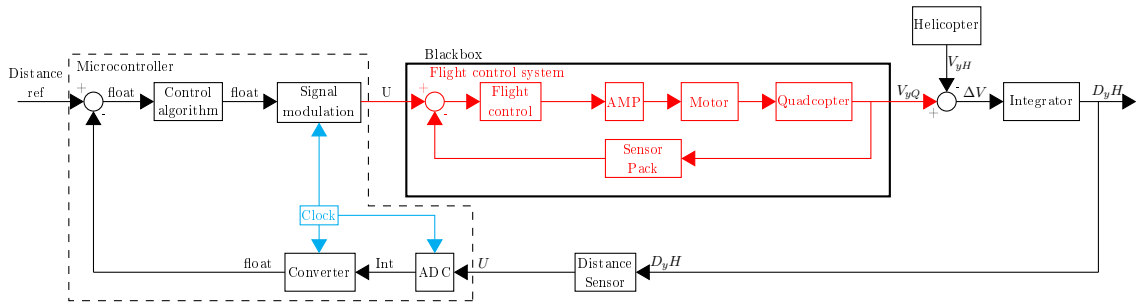 Helicopter
Blackbox
V_yH
Distance
ref
Microcontroller
Flight control system
+
float
Control
algorithm
float
Signal
modulation
U
+
Flight
control
AMP
Motor
Quadcopter
V_yQ
-
ΔV
Integrator
D_yH
-
-
+
Sensor
Pack
Clock
float
Converter
Int
ADC
U
Distance
Sensor
D_yH